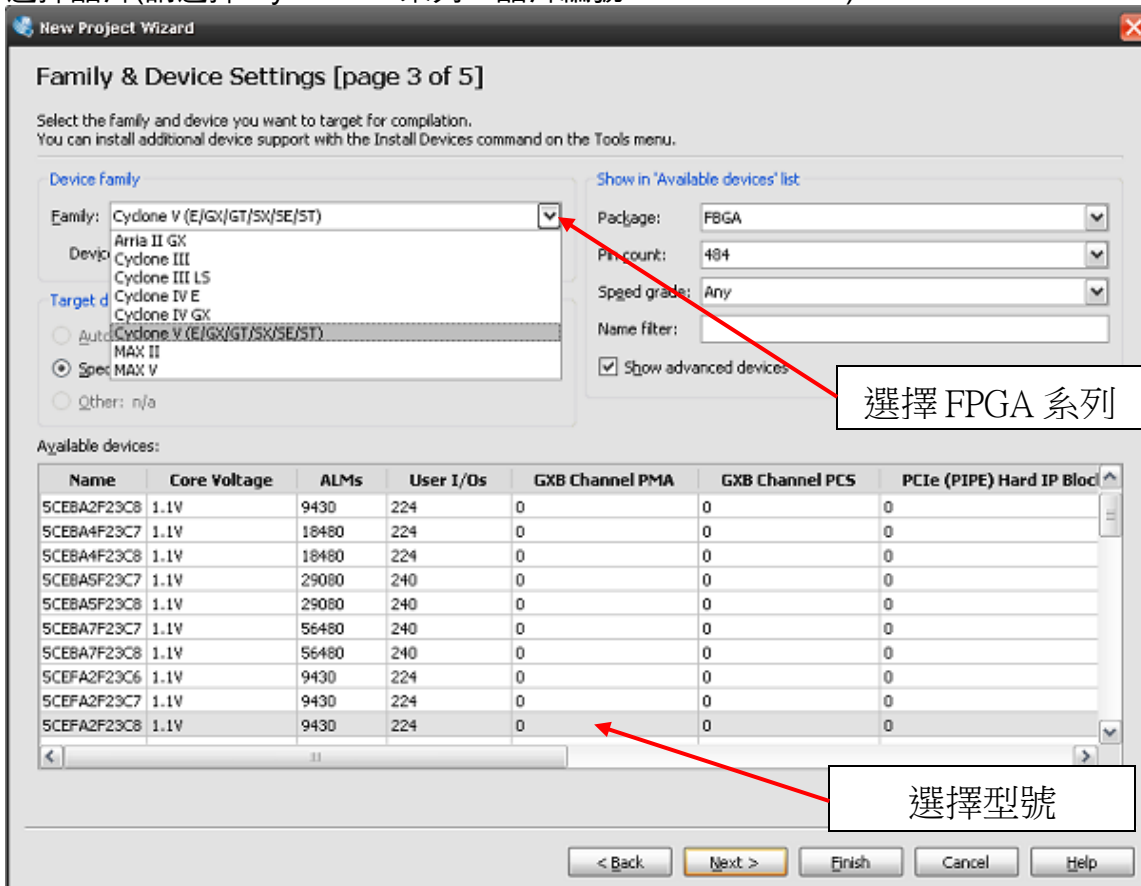 New Project Wizard
Family & Device Settings [page 3 of 5]
Select the family and device you want to target for compilation.
You can install additional device support with the Install Devices command on the Tools menu.
Device family
Show in 'Available devices' list
Family: Cyclone V (E/GX/GT/SX/SE/ST)
Arria II GX
Cyclone III
Cyclone III LS
Cyclone IV E
Cyclone IV GX
Cyclone V (E/GX/GT/SX/SE/ST)
MAX II
MAX V
Package: FBGA
Pin count: 484
Speed grade: Any
Name filter:
Show advanced devices
Other: n/a
選擇 FPGA 系列
Available devices:
Name Core Voltage ALMs User I/Os GXB Channel PMA GXB Channel PCS PCIe (PIPE) Hard IP Bloc
5CEBA2F23C8 1.1V 9430 224 0 0 0
5CEBA4F23C7 1.1V 18480 224 0 0 0
5CEBA4F23C8 1.1V 18480 224 0 0 0
5CEBA5F23C7 1.1V 29080 240 0 0 0
5CEBA5F23C8 1.1V 29080 240 0 0 0
5CEBA7F23C7 1.1V 56480 240 0 0 0
5CEBA7F23C8 1.1V 56480 240 0 0 0
5CEFA2F23C6 1.1V 9430 224 0 0 0
5CEFA2F23C7 1.1V 9430 224 0 0 0
5CEFA2F23C8 1.1V 9430 224 0 0 0
選擇型號
< Back Next > Finish Cancel Help